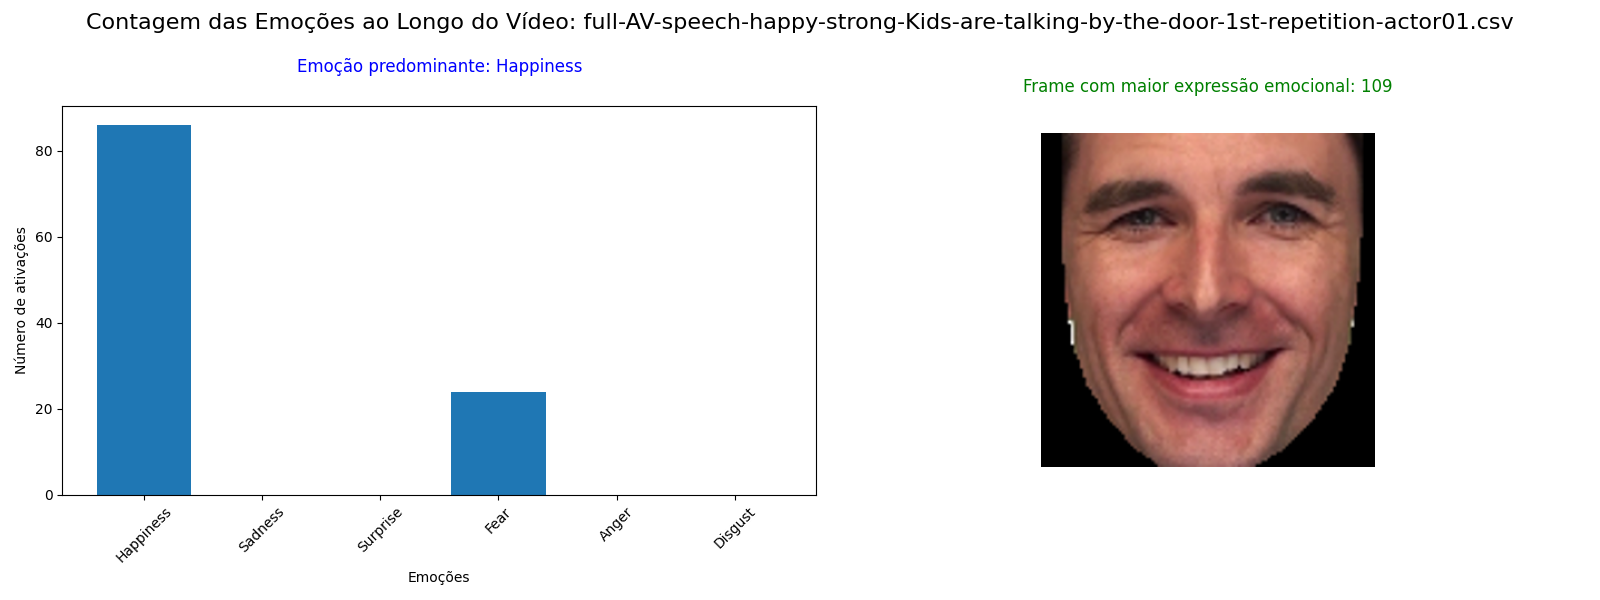 Contagem das Emoções ao Longo do Vídeo: full-AV-speech-happy-strong-Kids-are-talking-by-the-door-1st-repetition-actor01.csv
Emoção predominante: Happiness
Número de ativações
80
60
40
20
0
Happiness
Sadness
Surprise
Fear
Anger
Disgust
Emoções
Frame com maior expressão emocional: 109